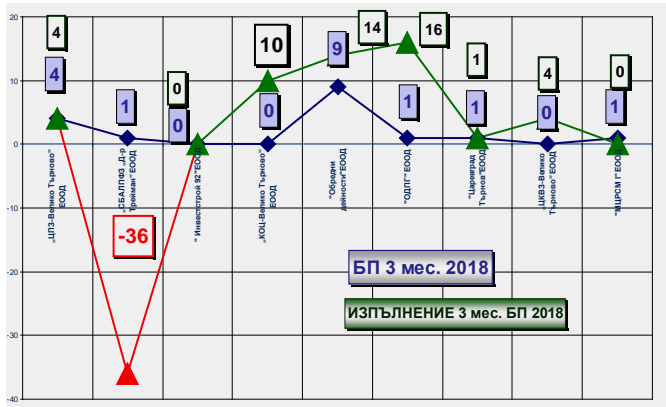 20
10
0
-10
-20
-30
-40
4
4
1
0
0
10
0
9
14
1
16
1
1
4
0
0
1
-36
„ЦПЗ-Велико Търново"
ЕООД
„СБАЛПФЗ „Д-р
Трейман" ЕООД
" Инвестстрой 92"ЕООД
„КОЦ-Велико Търново"
ЕООД
"Обредни
дейности"ЕООД
"ОДПГ" ЕООД
"Царевград
Търнов"ЕООД
„ЦКВЗ-Велико
Търново" ЕООД
"МЦРСМ I" ЕООД
БП 3 мес. 2018
ИЗПЪЛНЕНИЕ 3 мес. БП 2018